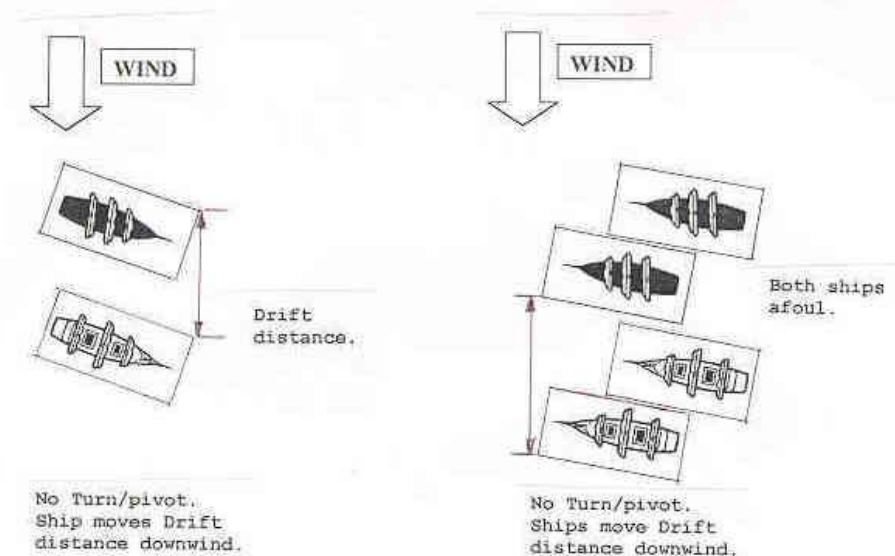 WIND
Drift
distance.
No Turn/pivot.
Ship moves Drift
distance downwind.
WIND
Both ships
afoul.
No Turn/pivot.
Ships move Drift
distance downwind.